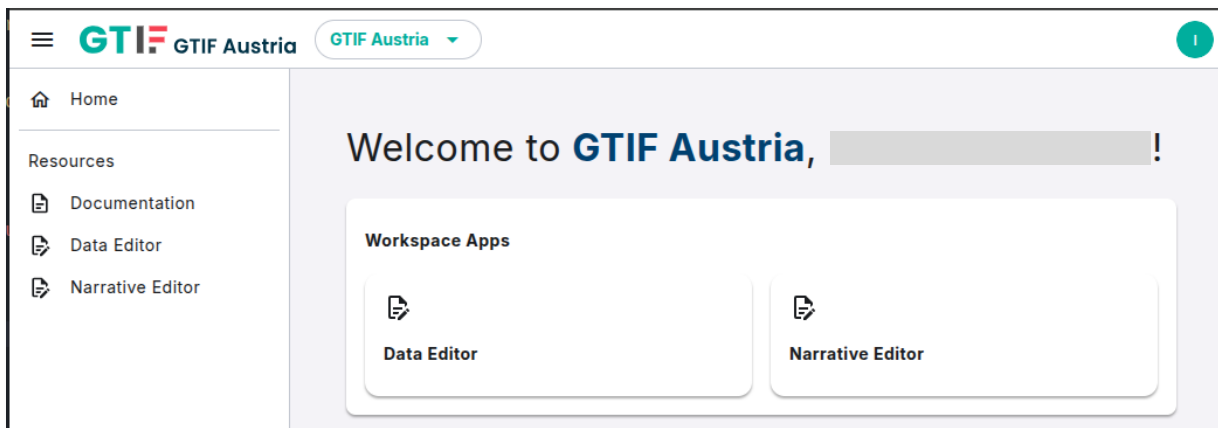 GTIF GTIF Austria
GTIF Austria
I
Home
Resources
Documentation
Data Editor
Narrative Editor
Welcome to GTIF Austria, !
Workspace Apps
Data Editor
Narrative Editor